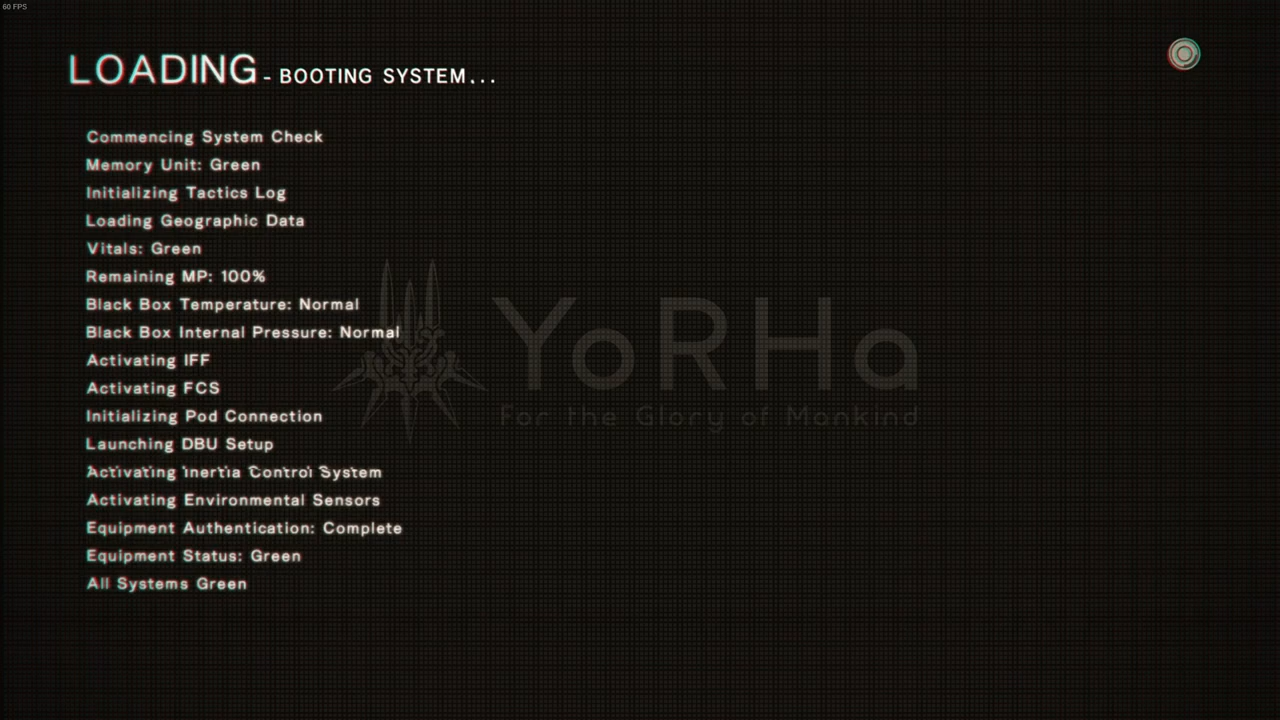 60 FPS
LOADING - BOOTING SYSTEM...
Commencing System Check
Memory Unit: Green
Initializing Tactics Log
Loading Geographic Data
Vitals: Green
Remaining MP: 100%
Black Box Temperature: Normal
Black Box Internal Pressure: Normal
Activating IFF
Activating FCS
Initializing Pod Connection
Launching DBU Setup
Activating Inertia Control System
Activating Environmental Sensors
Equipment Authentication: Complete
Equipment Status: Green
All Systems Green
YoRHa
For the Glory of Mankind